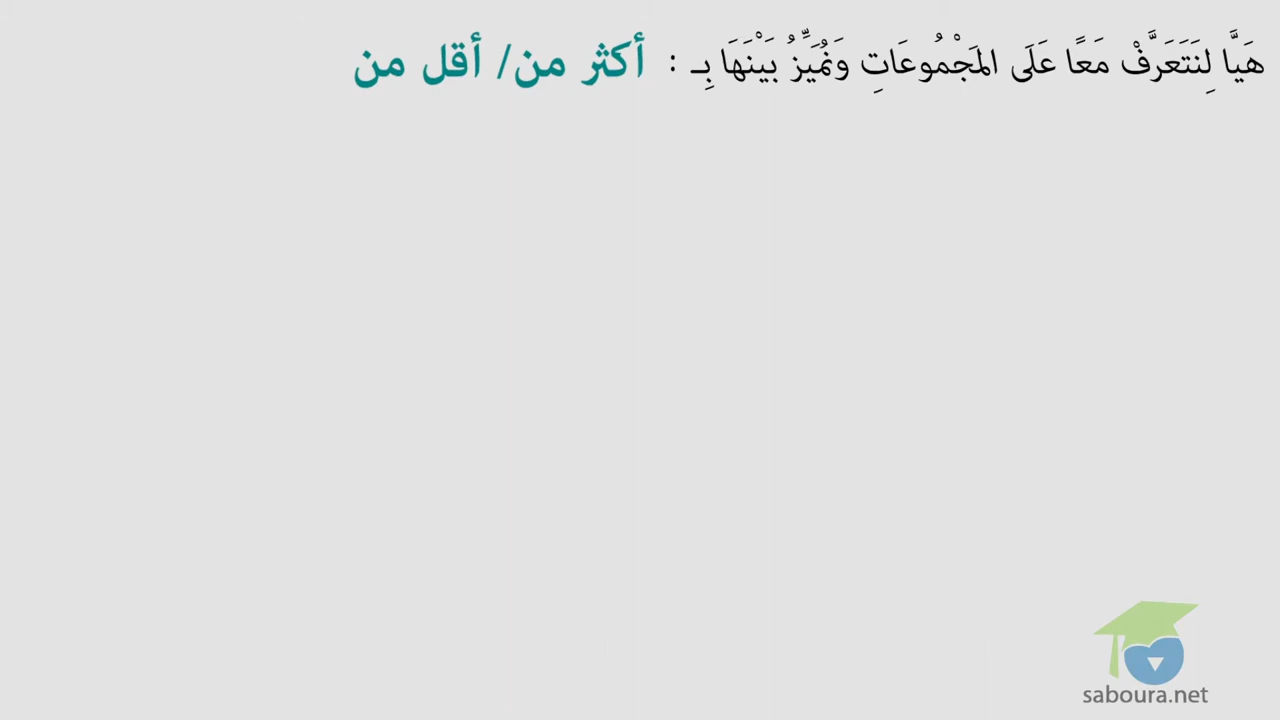 هَيَّا لِنَتَعَرَّفْ مَعًا عَلَى المَجْمُوعَاتِ وَنُمَيِّزُ بَيْنَهَا بِـ : أكثر من/ أقل من
saboura.net